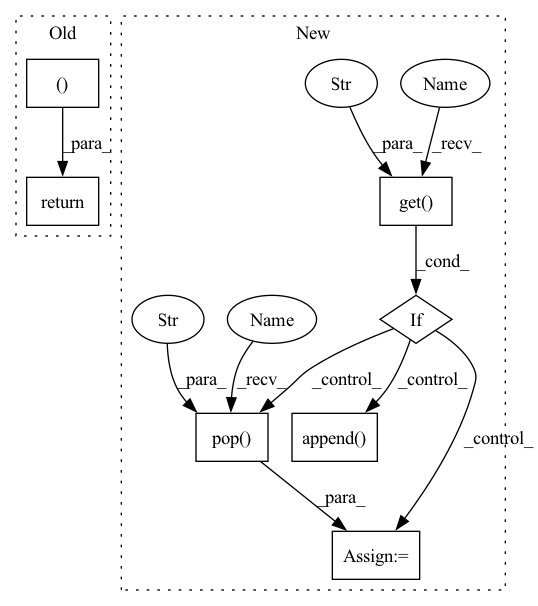 Old
New
()
Str
Name
_para_
_para_
_recv_
return
get()
_cond_
Str
Name
If
_para_
_recv_
_control_
_control_
pop()
append()
_control_
_para_
Assign:=